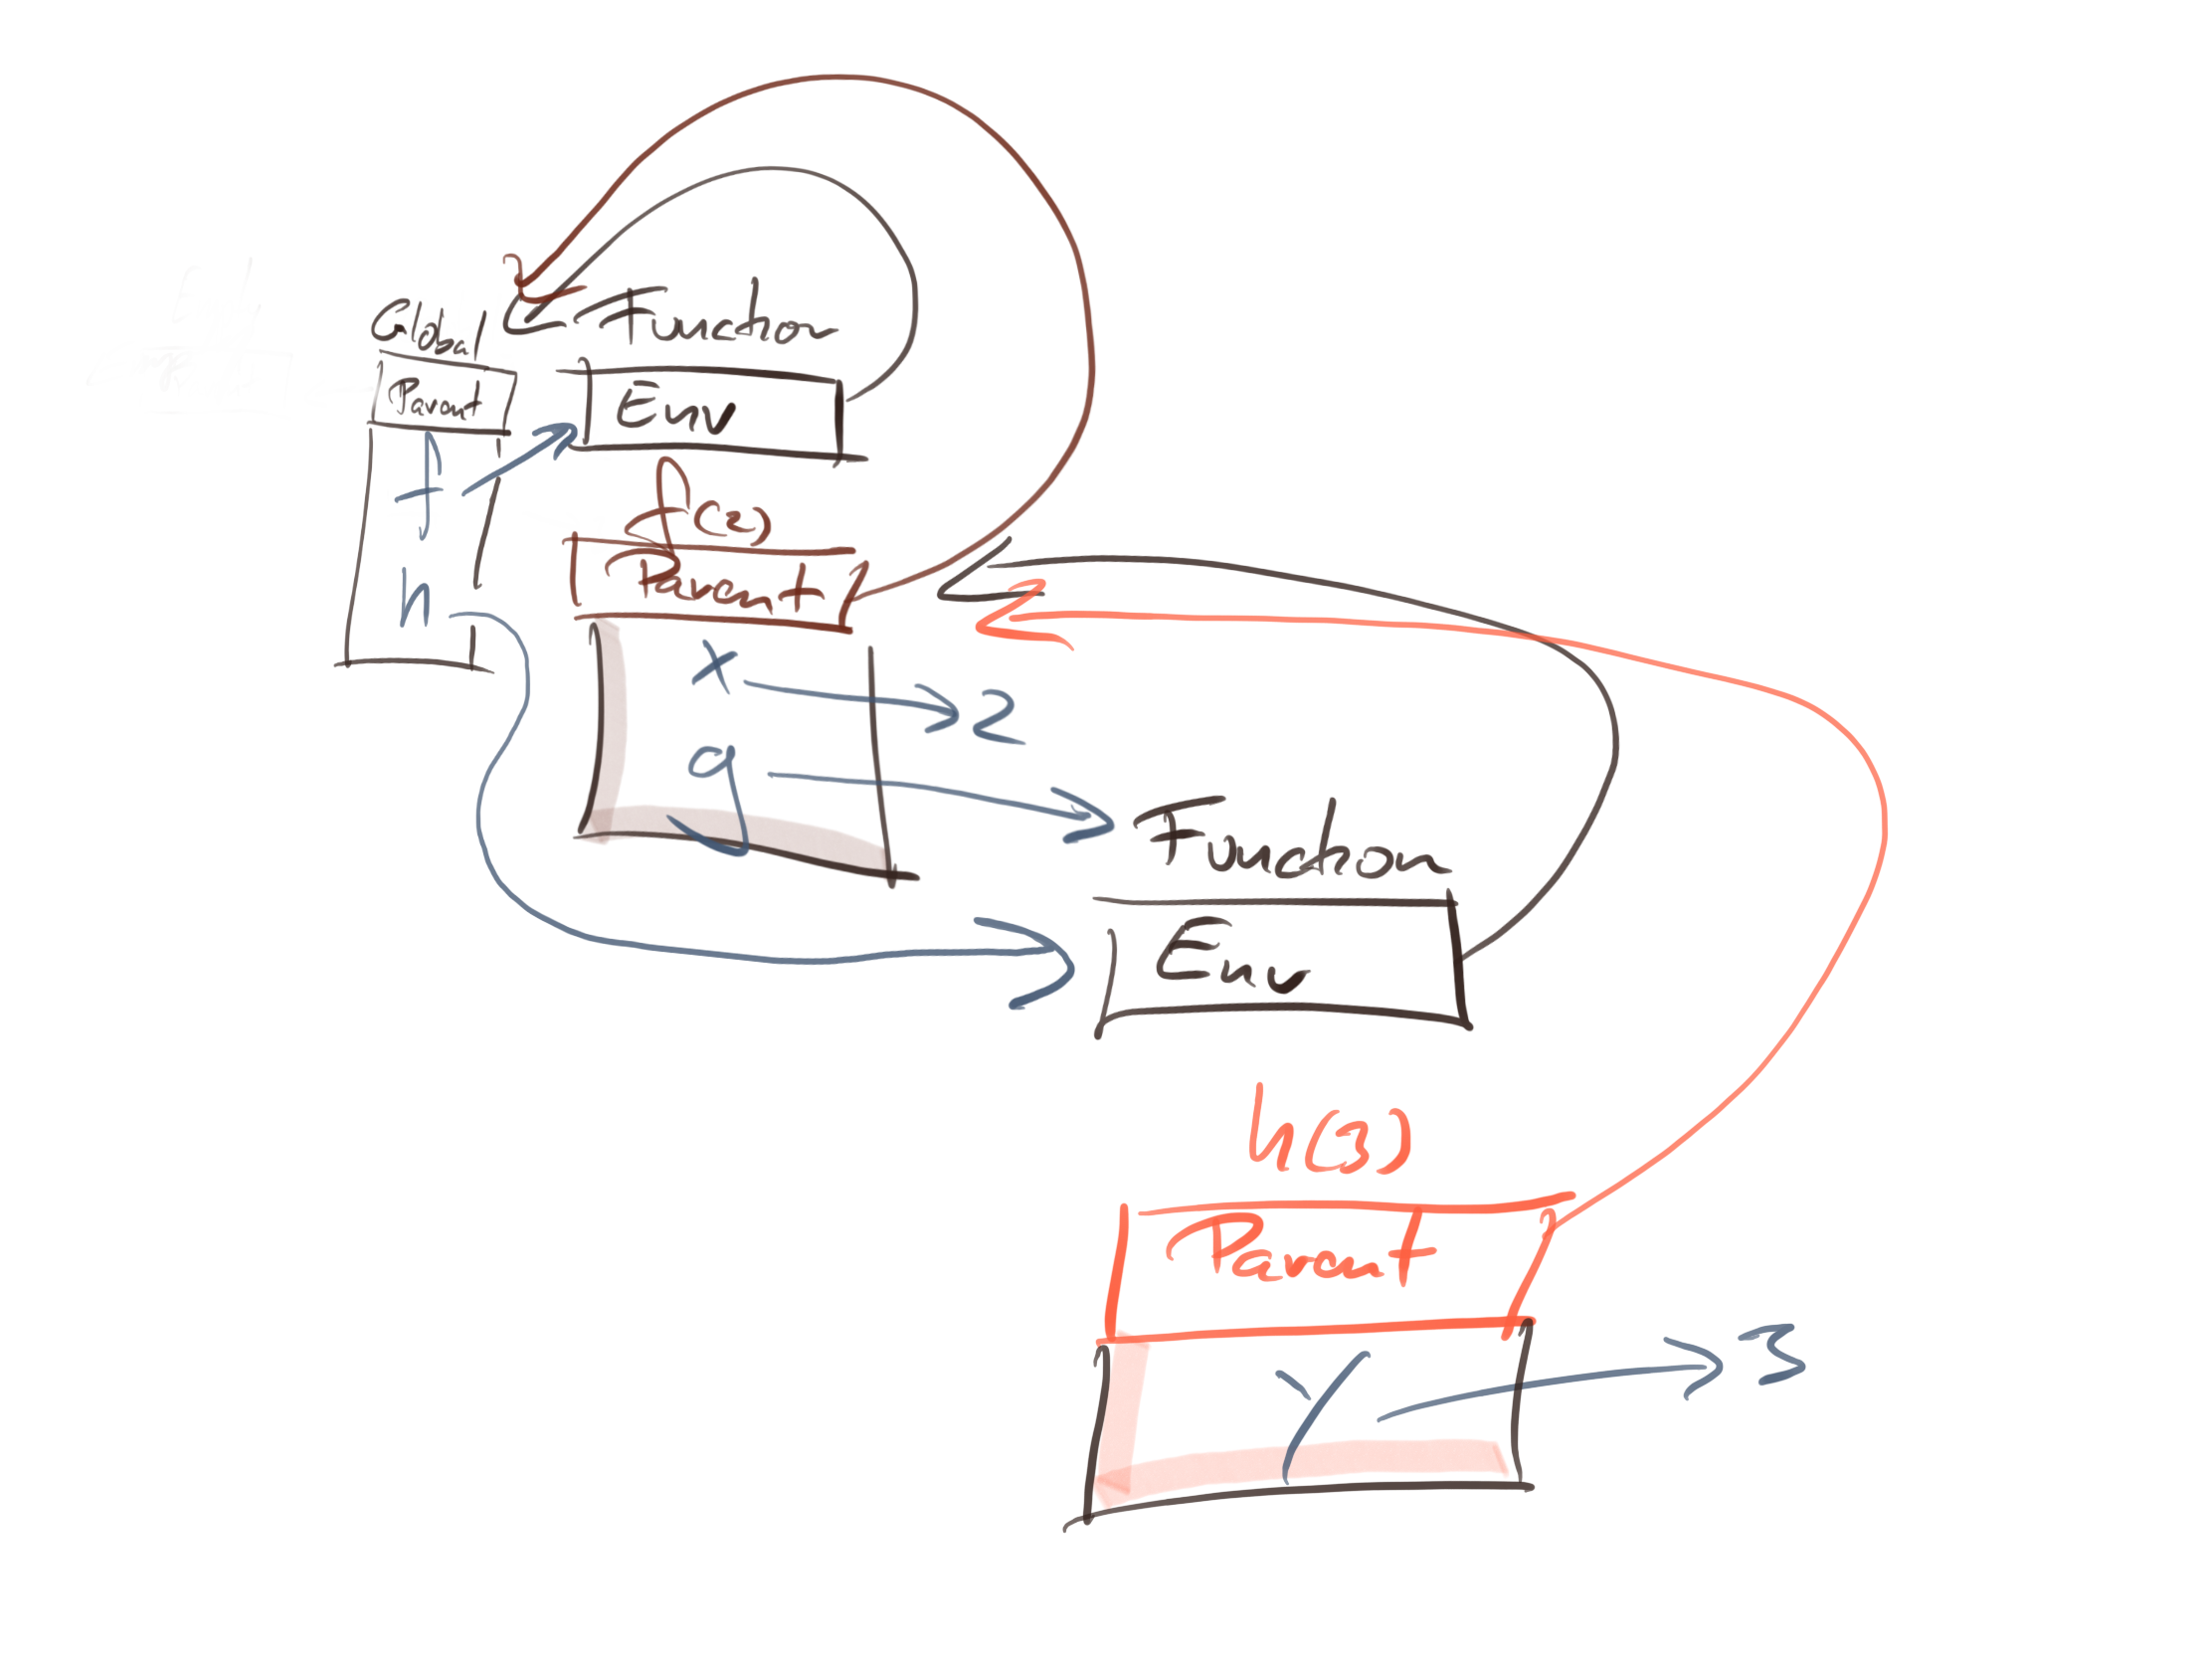 Global
Parent
f
h
Function
Env
f(2)
Parent
x 2
g
Function
Env
h(3)
Parent
y 3